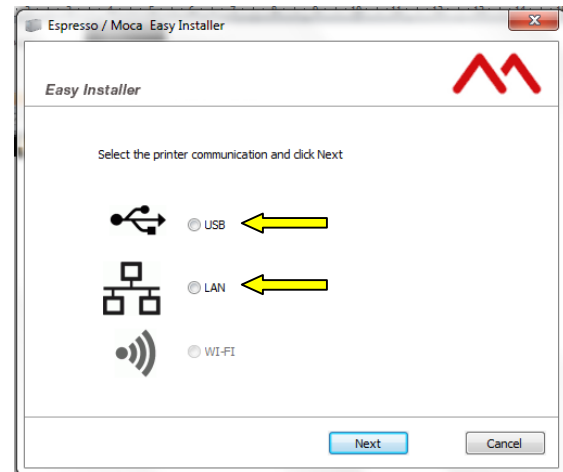 Espresso / Moca Easy Installer
Easy Installer
Select the printer communication and click Next
USB
LAN
WI-FI
Next
Cancel